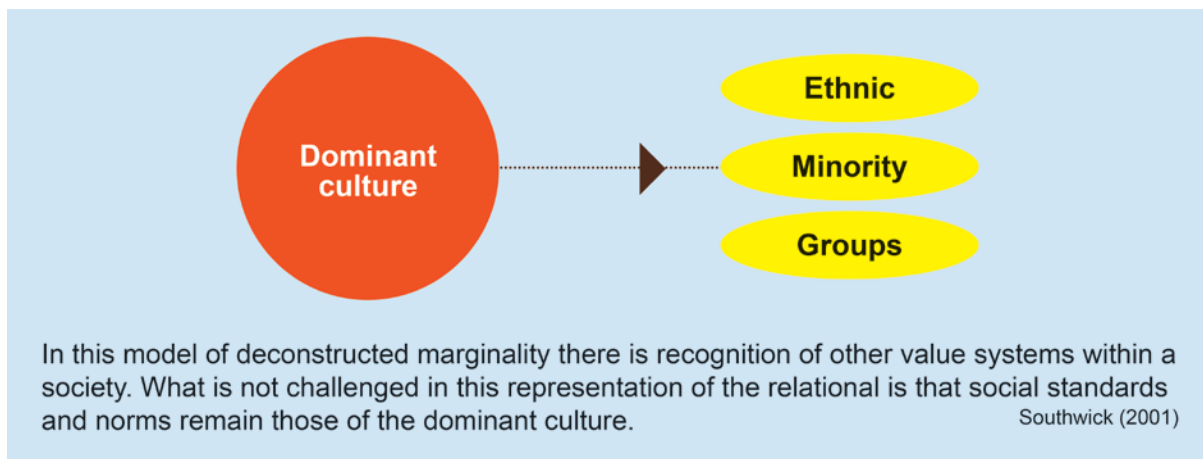 Dominant
culture
Ethnic
Minority
Groups
In this model of deconstructed marginality there is recognition of other value systems within a
society. What is not challenged in this representation of the relational is that social standards
and norms remain those of the dominant culture.
Southwick (2001)